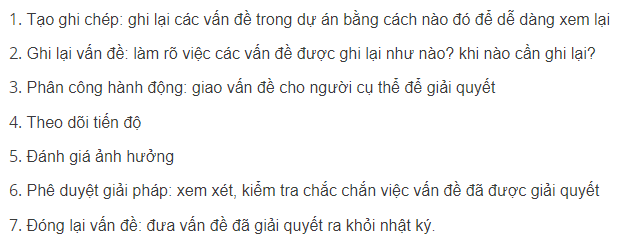 1. Tạo ghi chép: ghi lại các vấn đề trong dự án bằng cách nào đó để dễ dàng xem lại
2. Ghi lại vấn đề: làm rõ việc các vấn đề được ghi lại như nào? khi nào cần ghi lại?
3. Phân công hành động: giao vấn đề cho người cụ thể để giải quyết
4. Theo dõi tiến độ
5. Đánh giá ảnh hưởng
6. Phê duyệt giải pháp: xem xét, kiểm tra chắc chắn việc vấn đề đã được giải quyết
7. Đóng lại vấn đề: đưa vấn đề đã giải quyết ra khỏi nhật ký.